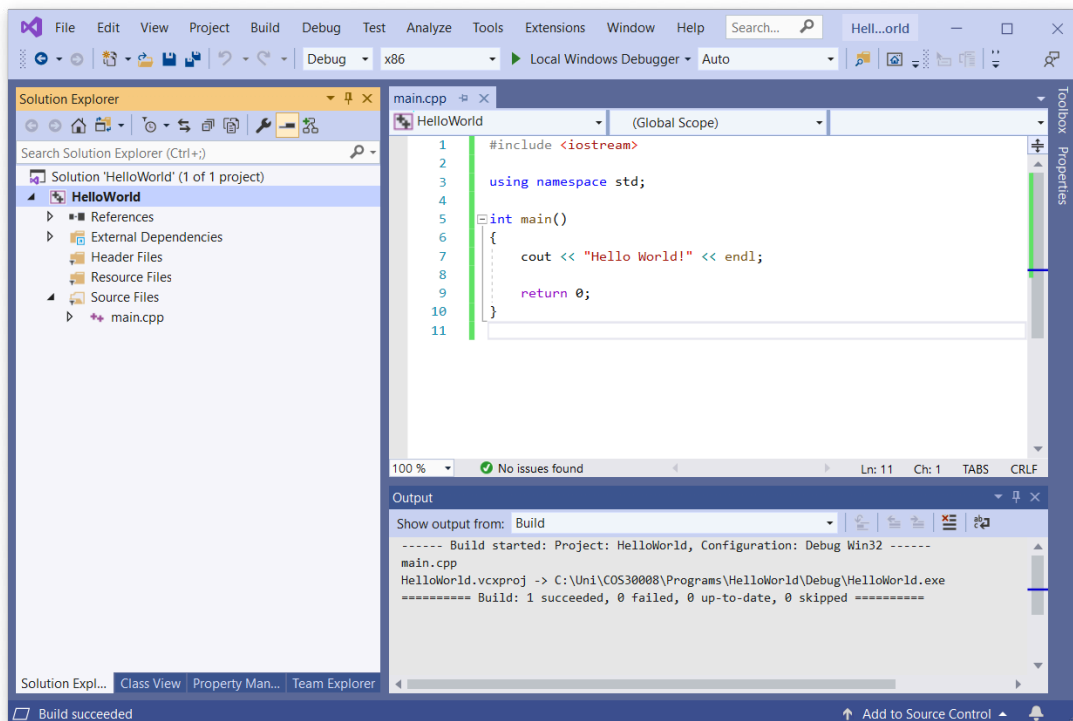 File Edit View Project Build Debug Test Analyze Tools Extensions Window Help Search... Hell...orld
Debug x86 Local Windows Debugger Auto
Solution Explorer
Search Solution Explorer (Ctrl+;)
Solution 'HelloWorld' (1 of 1 project)
HelloWorld
References
External Dependencies
Header Files
Resource Files
Source Files
main.cpp
Solution Expl... Class View Property Man... Team Explorer
main.cpp
HelloWorld (Global Scope)
1 #include <iostream>
2
3 using namespace std;
4
5 int main()
6 {
7 cout << "Hello World!" << endl;
8
9 return 0;
10 }
11
100 % No issues found Ln: 11 Ch: 1 TABS CRLF
Output
Show output from: Build
------ Build started: Project: HelloWorld, Configuration: Debug Win32 ------
main.cpp
HelloWorld.vcxproj -> C:\Uni\COS30008\Programs\HelloWorld\Debug\HelloWorld.exe
========== Build: 1 succeeded, 0 failed, 0 up-to-date, 0 skipped ==========
Toolbox
Properties
Build succeeded Add to Source Control